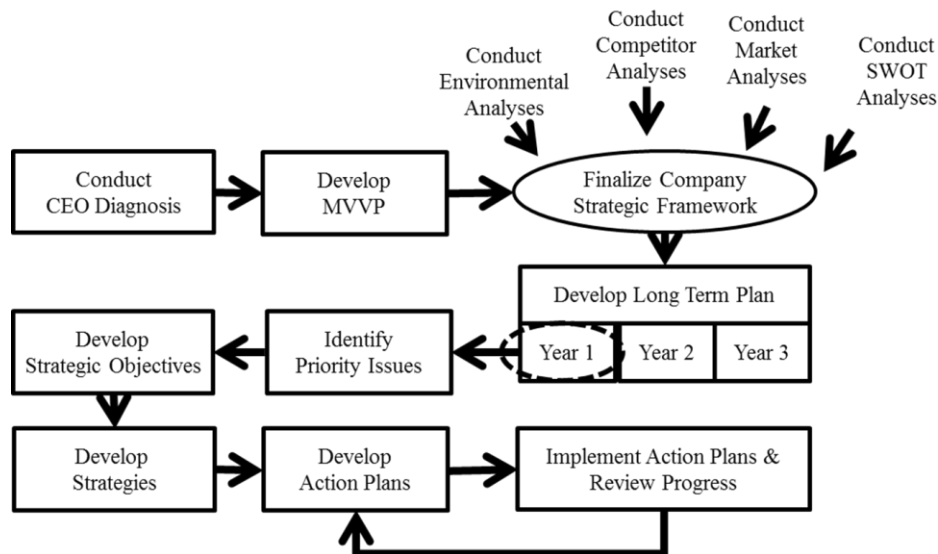 Conduct
Environmental
Analyses
Conduct
Competitor
Analyses
Conduct
Market
Analyses
Conduct
SWOT
Analyses
Conduct
CEO Diagnosis
Develop
MVVP
Finalize Company
Strategic Framework
Develop Long Term Plan
Year 1
Year 2
Year 3
Identify
Priority Issues
Develop
Strategic Objectives
Develop
Strategies
Develop
Action Plans
Implement Action Plans &
Review Progress